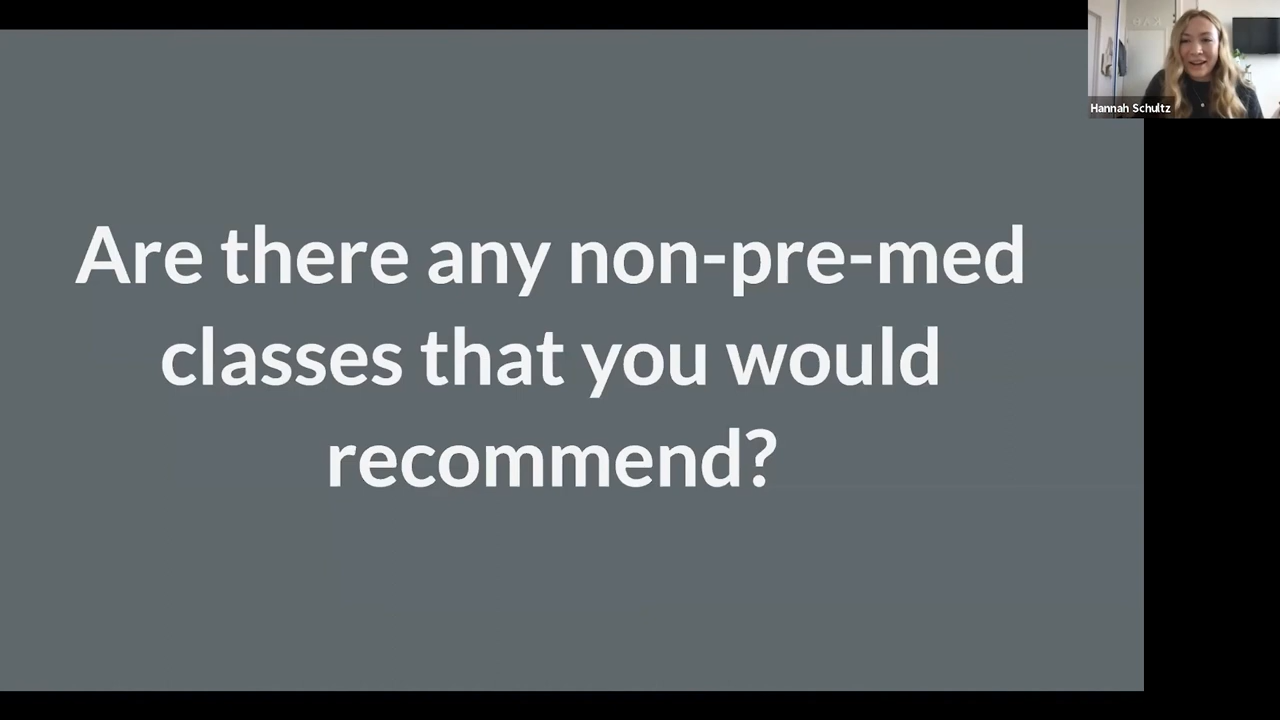 Hannah Schultz
Are there any non-pre-med
classes that you would
recommend?